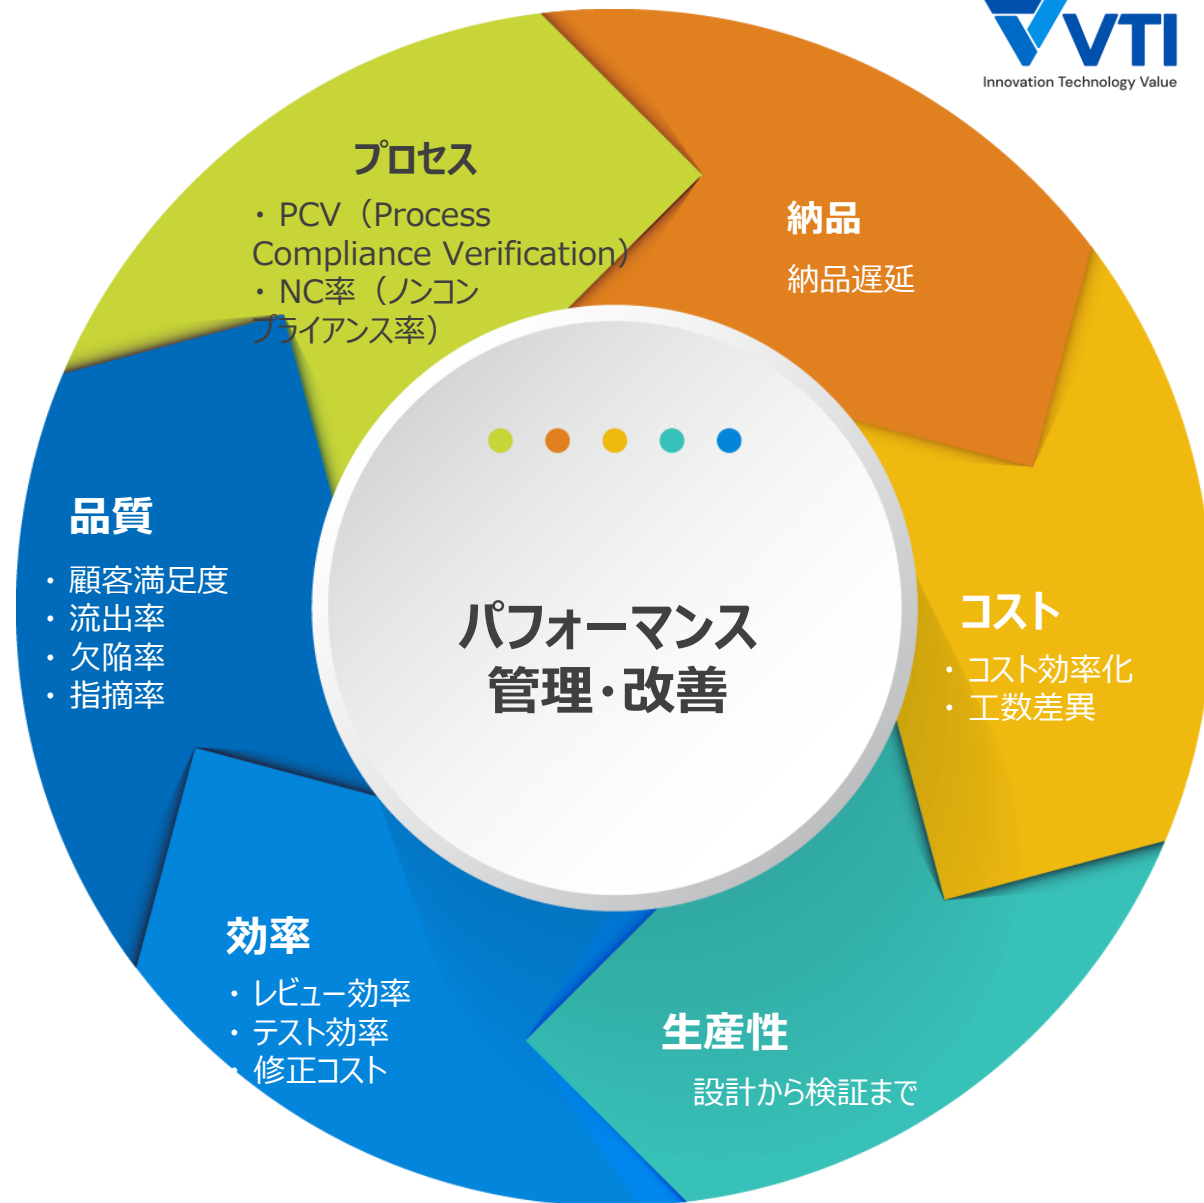 VTI
Innovation Technology Value
プロセス
・ PCV（Process
Compliance Verification）
・ NC率（ノンコン
プライアンス率）
納品
納品遅延
コスト
・ コスト効率化
・ 工数差異
生産性
設計から検証まで
効率
・ レビュー効率
・ テスト効率
・ 修正コスト
品質
・ 顧客満足度
・ 流出率
・ 欠陥率
・ 指摘率
パフォーマンス
管理・改善